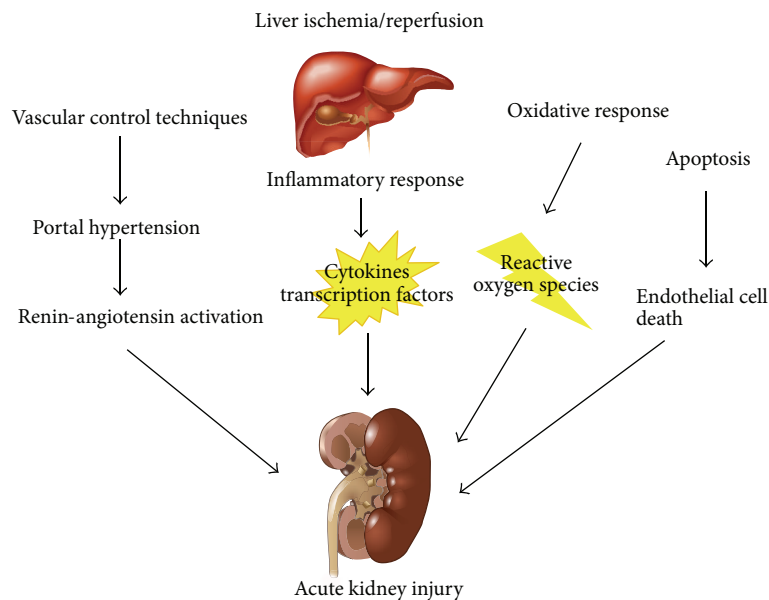 Liver ischemia/reperfusion
Vascular control techniques
Oxidative response
Apoptosis
Inflammatory response
Portal hypertension
Cytokines
transcription factors
Reactive
oxygen species
Renin-angiotensin activation
Endothelial cell
death
Acute kidney injury